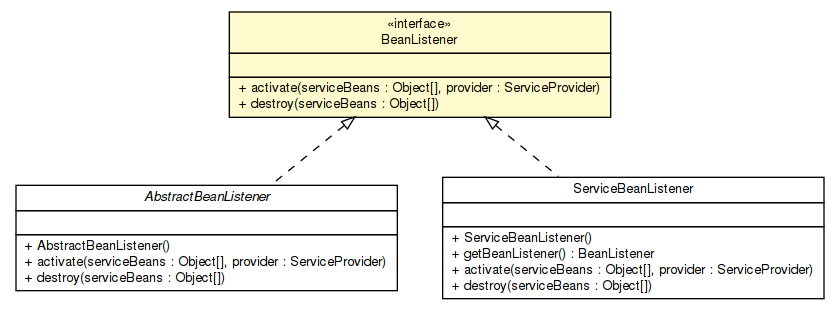 «interface»
BeanListener
+ activate(serviceBeans : Object[], provider : ServiceProvider)
+ destroy(serviceBeans : Object[])
AbstractBeanListener
+ AbstractBeanListener()
+ activate(serviceBeans : Object[], provider : ServiceProvider)
+ destroy(serviceBeans : Object[])
ServiceBeanListener
+ ServiceBeanListener()
+ getBeanListener() : BeanListener
+ activate(serviceBeans : Object[], provider : ServiceProvider)
+ destroy(serviceBeans : Object[])